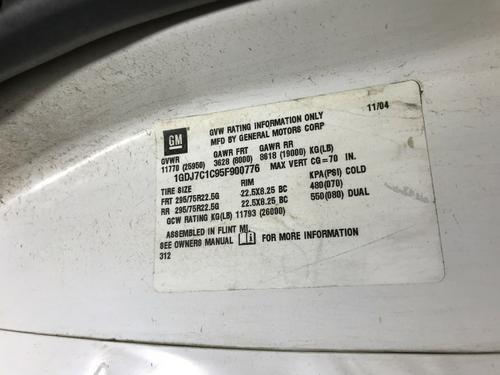 11/04
GM
GVW RATING INFORMATION ONLY
MFD BY GENERAL MOTORS CORP
GVWR GAWR FRT GAWR RR
11770 (25950) 3628 (8000) 8618 (19000) KG(LB)
1GDJ7C1C95F900776 MAX VERT CG=70 IN.
TIRE SIZE RIM KPA(PSI) COLD
FRT 295/75R22.5G 22.5X8.25 BC 480(070)
RR 295/75R22.5G 22.5X8.25 BC 550(080) DUAL
GCW RATING KG(LB) 11793 (26000)
ASSEMBLED IN FLINT MI.
SEE OWNERS MANUAL FOR MORE INFORMATION
312